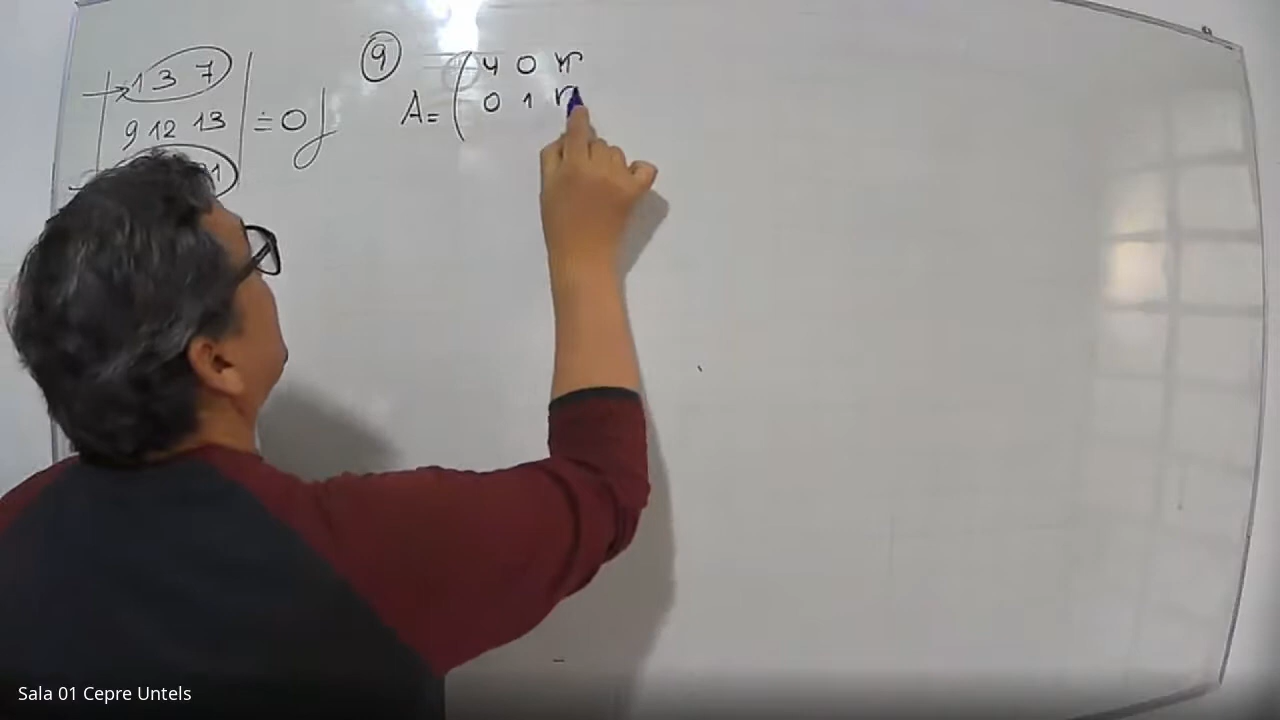 1 3 7
9 12 13 = 0
9
4 0 π
A = ( 0 1
Sala 01 Cepre Untels